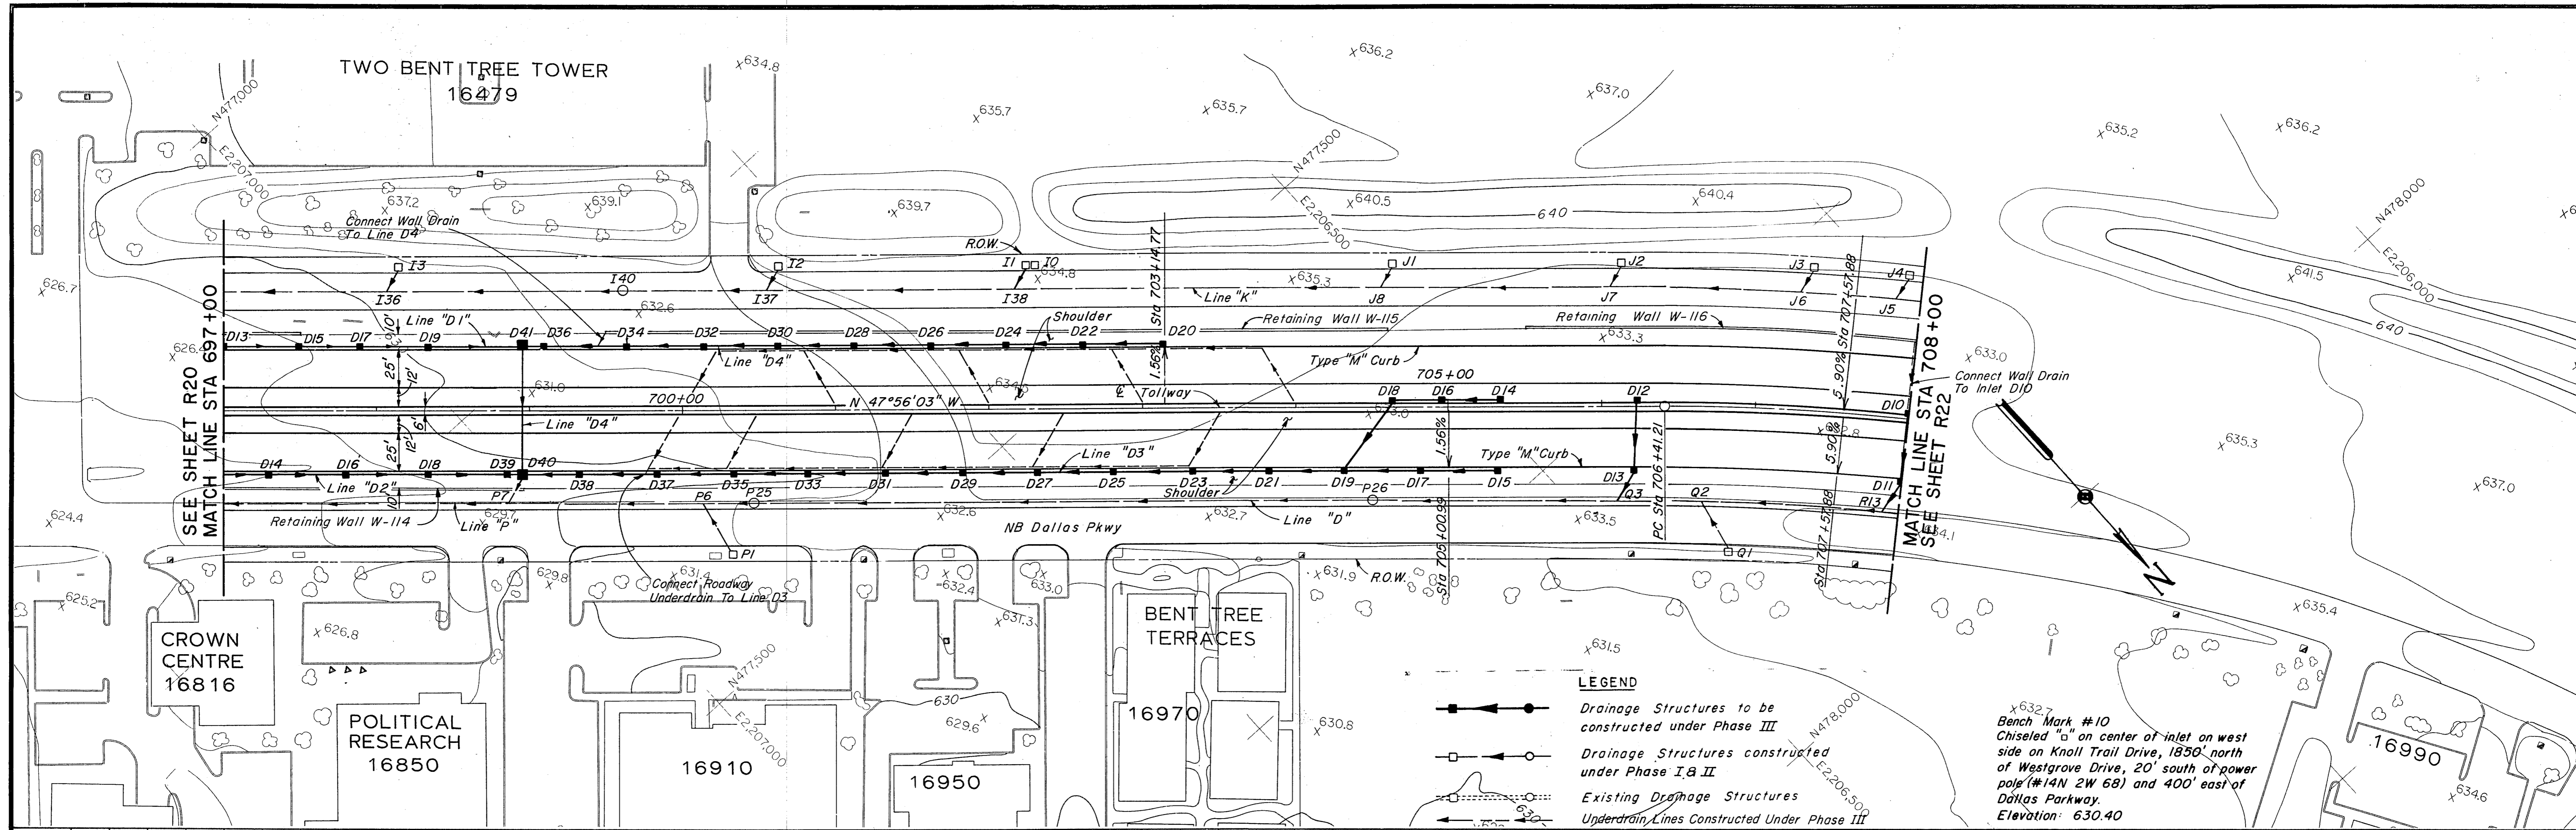 TWO BENT TREE TOWER
16479
x634.8
x636.2
x635.7
x635.7
x637.0
x635.2
x636.2
N477,000
E2,207,000
N477,500
E2,206,500
N478,000
E2,206,000
x637.2
x639.1
639.7
x640.5
x640.4
640
x641.5
640
x626.7
Connect Wall Drain
To Line D4
R.O.W.
I3
I2
I1
I0
J1
J2
J3
J4
x634.8
x635.3
I36
I40
I37
I38
J8
J7
J6
J5
x632.6
Line "K"
Sta 703+14.77
Sta 707+57.88
Line "D1"
Shoulder
Retaining Wall W-115
Retaining Wall W-116
x633.3
D13
D15
D17
D19
D41
D36
D34
D32
D30
D28
D26
D24
D22
D20
10'
Line "D4"
1.56%
Type "M" Curb
5.90%
x633.0
Connect Wall Drain
To Inlet D10
SEE SHEET R20
MATCH LINE STA 697+00
MATCH LINE STA 708+00
SEE SHEET R22
25'
12'
x631.0
700+00
N 47°56'03" W
℄ Tollway
705+00
D18
D16
D14
D12
D10
6'
12'
25'
Line "D4"
1.56%
PC Sta 706+41.21
5.90%
x635.3
Line "D3"
Type "M" Curb
D14
D16
D18
D39
D40
D38
D37
D35
D33
D31
D29
D27
D25
D23
D21
D19
D17
D15
D13
D11
Line "D2"
10'
P71
P6
P25
Shoulder
P26
Q3
Q2
R13
x637.0
x624.4
Retaining Wall W-114
x629.7
Line "P"
x632.6
NB Dallas Pkwy
x632.7
Line "D"
x633.5
x634.1
P1
Q1
Sta 705+00.99
Sta 707+57.88
N
629.8
x631.4
Connect Roadway
Underdrain To Line D3
632.4
633.0
x631.9
R.O.W.
x625.2
x626.8
x631.3
x635.4
CROWN
CENTRE
16816
BENT TREE
TERRACES
x631.5
POLITICAL
RESEARCH
16850
N477,500
E2,207,000
630
629.6x
16970
x630.8
16910
16950
LEGEND
Drainage Structures to be
constructed under Phase III
Drainage Structures constructed
under Phase I & II
Existing Drainage Structures
Underdrain Lines Constructed Under Phase III
630
N478,000
E2,206,500
x632.7
Bench Mark #10
Chiseled "□" on center of inlet on west
side on Knoll Trail Drive, 1850' north
of Westgrove Drive, 20' south of power
pole (#14N 2W 68) and 400' east of
Dallas Parkway.
Elevation: 630.40
16990
x634.6